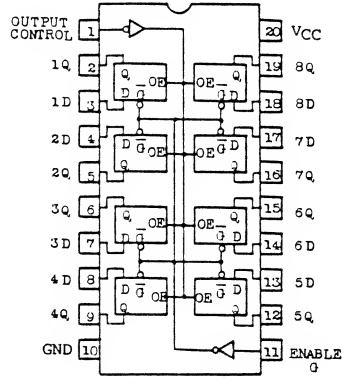 OUTPUT CONTROL 1 20 VCC
1Q 2 Q OE OE Q 19 8Q
1D 3 D G G D 18 8D
2D 4 D G G D 17 7D
2Q 5 Q OE OE Q 16 7Q
3Q 6 Q OE OE Q 15 6Q
3D 7 D G G D 14 6D
4D 8 D G G D 13 5D
4Q 9 Q OE OE Q 12 5Q
GND 10 11 ENABLE G